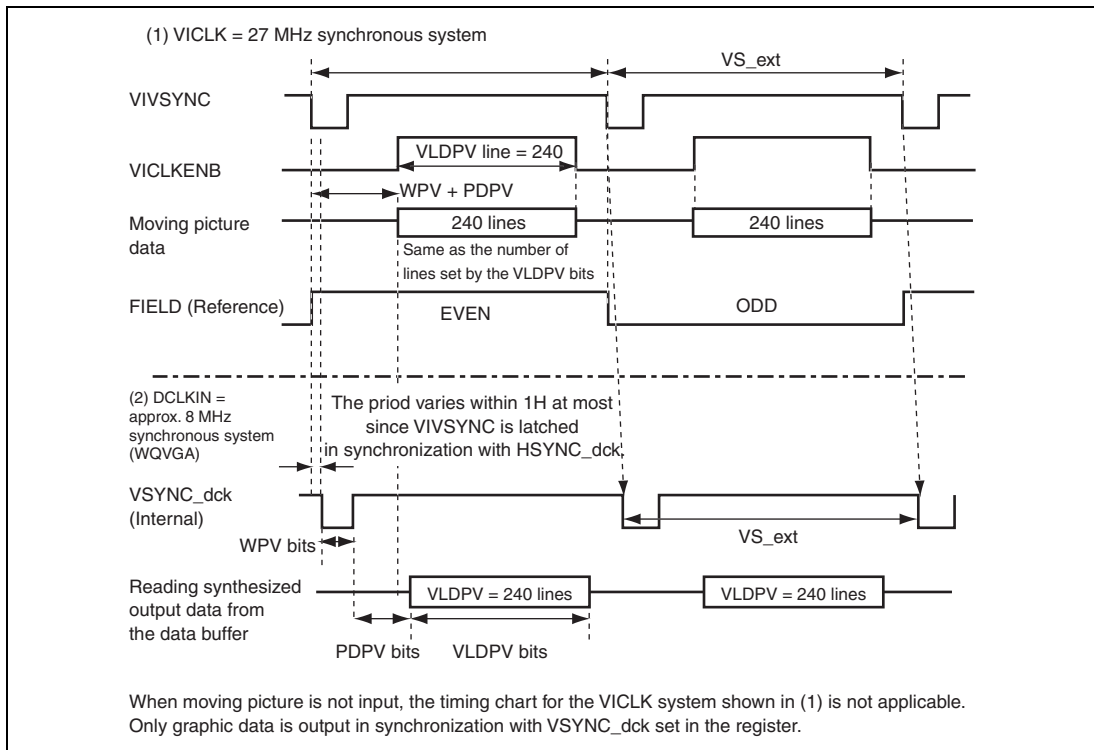 (1) VICLK = 27 MHz synchronous system
VS_ext
VIVSYNC
VLDPV line = 240
VICLKENB
WPV + PDPV
Moving picture
data
240 lines
240 lines
Same as the number of
lines set by the VLDPV bits
FIELD (Reference)
EVEN
ODD
(2) DCLKIN =
approx. 8 MHz
synchronous system
(WQVGA)
The priod varies within 1H at most
since VIVSYNC is latched
in synchronization with HSYNC_dck.
VSYNC_dck
(Internal)
VS_ext
WPV bits
Reading synthesized
output data from
the data buffer
VLDPV = 240 lines
VLDPV = 240 lines
PDPV bits
VLDPV bits
When moving picture is not input, the timing chart for the VICLK system shown in (1) is not applicable.
Only graphic data is output in synchronization with VSYNC_dck set in the register.